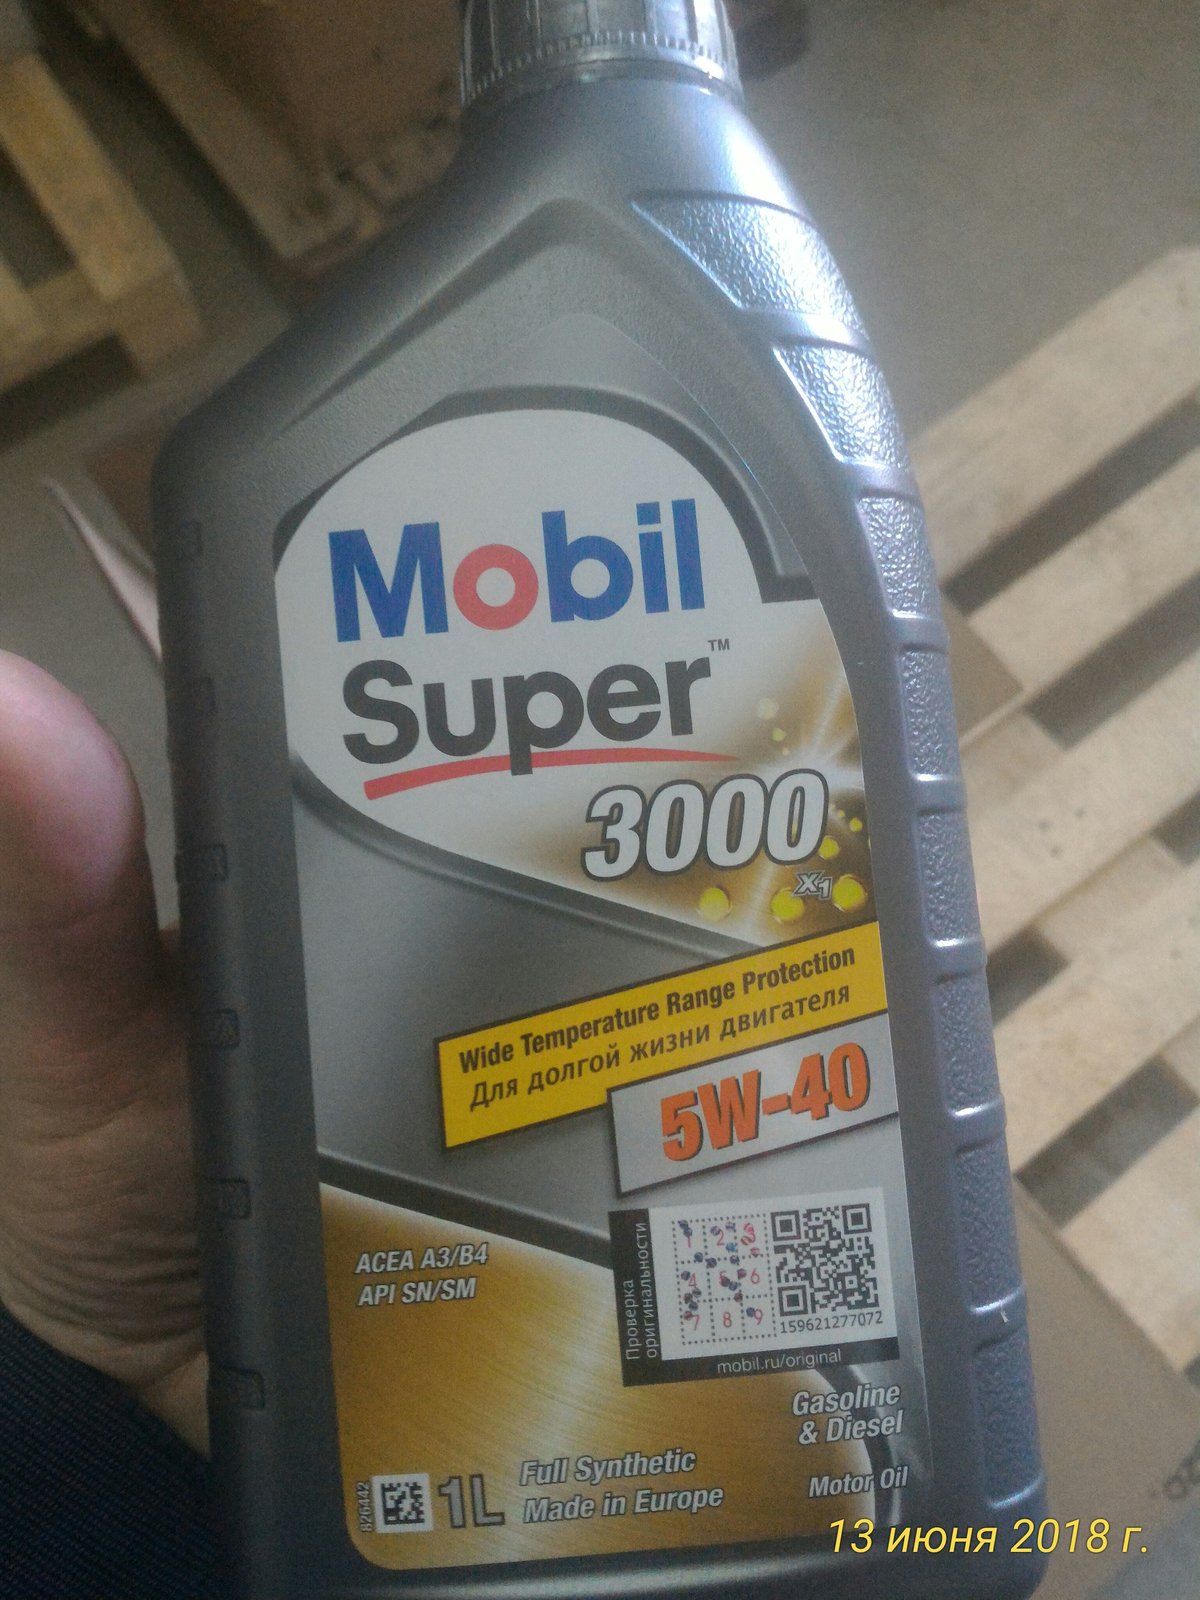 Mobil
Super™
3000
X1
Wide Temperature Range Protection
Для долгой жизни двигателя
5W-40
ACEA A3/B4
API SN/SM
Проверка
оригинальности
1 2 3
4 5 6
7 8 9
159621277072
mobil.ru/original
Gasoline
& Diesel
Motor Oil
Full Synthetic
Made in Europe
1L
826442
13 июня 2018 г.